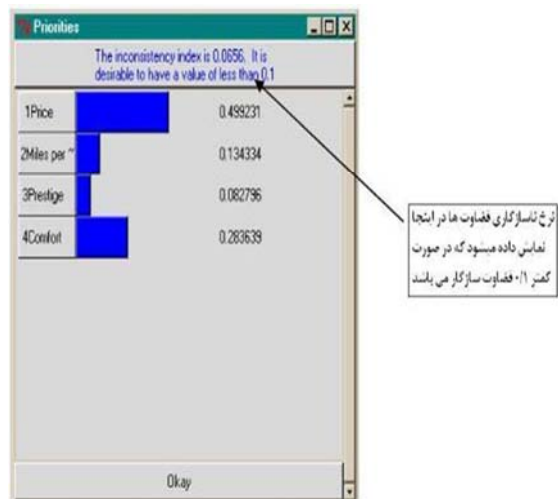 Priorities
The inconsistency index is 0.0656. It is
desirable to have a value of less than 0.1
1Price 0.499231
2Miles per ~ 0.134334
3Prestige 0.082796
4Comfort 0.283639
نرخ ناسازگاری قضاوت ها در اینجا
نمایش داده میشود که در صورت
کمتر ۰/۱ قضاوت سازگار می باشد
Okay